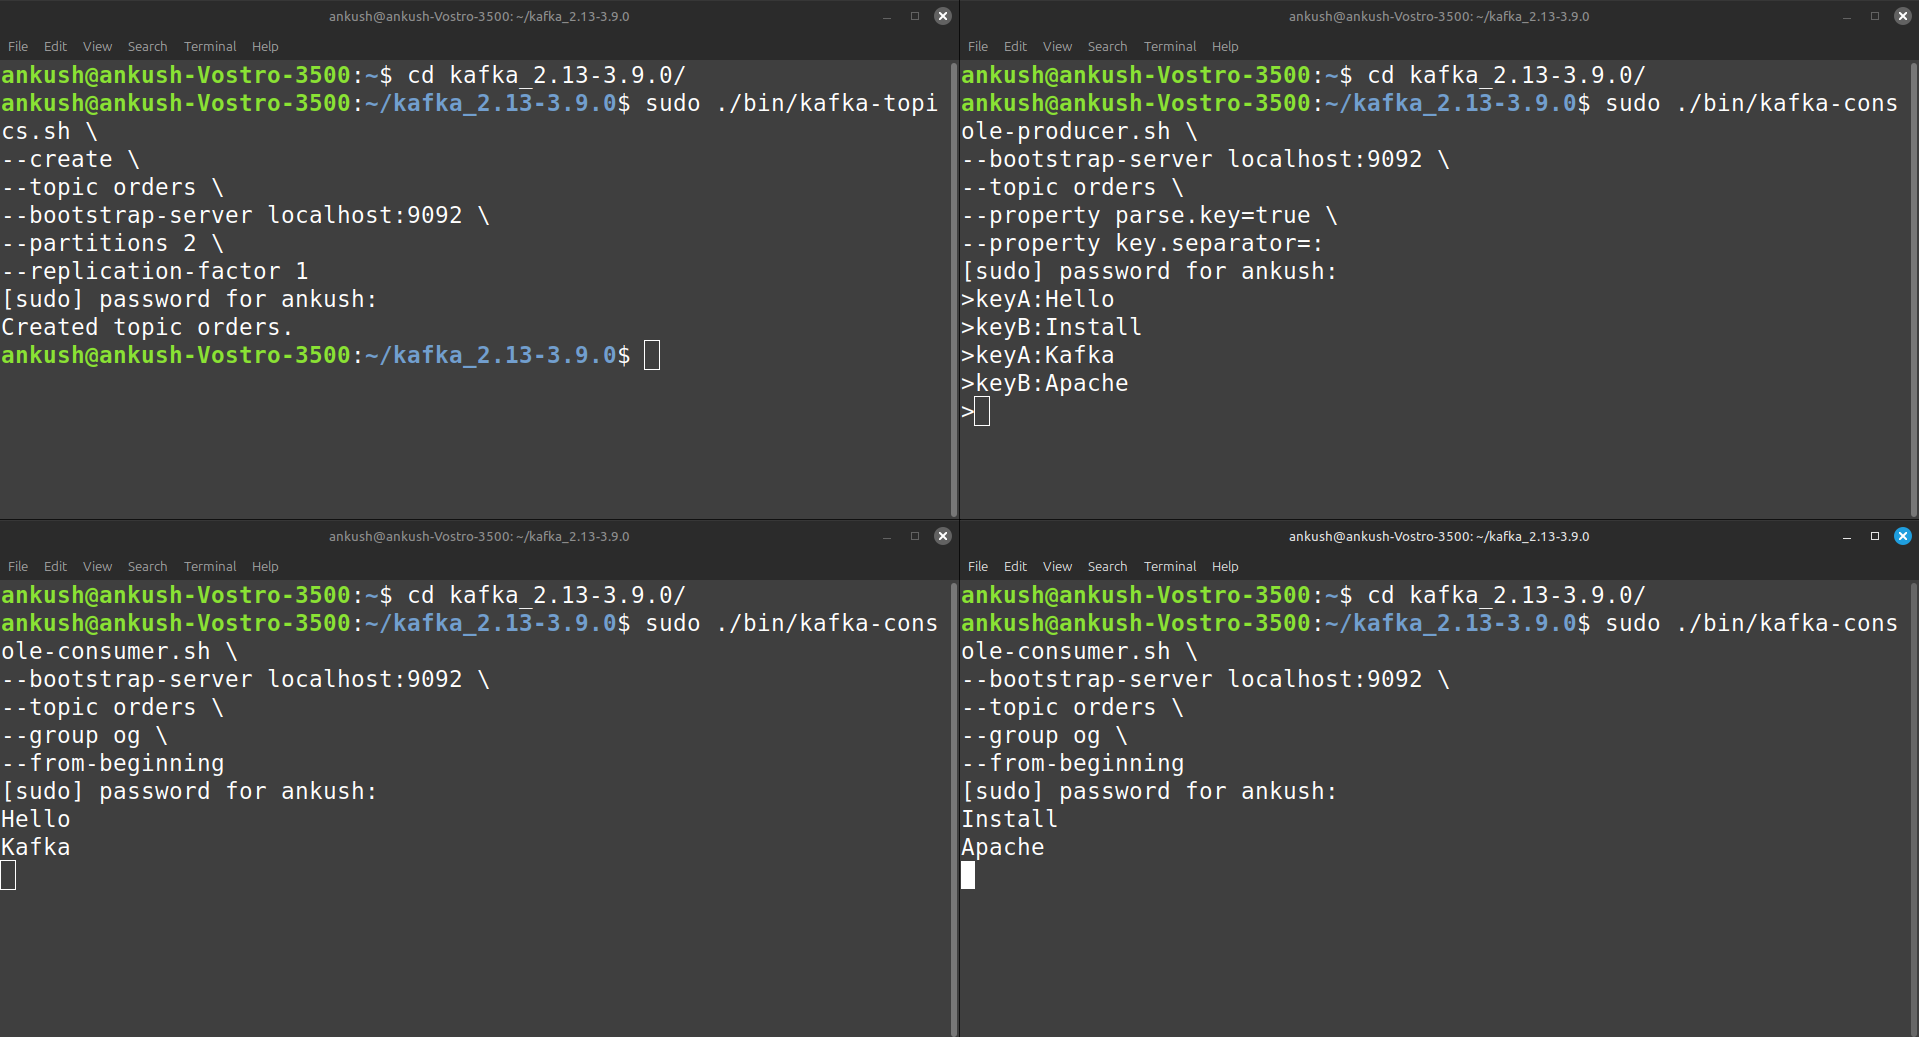 ankush@ankush-Vostro-3500: ~/kafka_2.13-3.9.0
File Edit View Search Terminal Help
ankush@ankush-Vostro-3500:~$ cd kafka_2.13-3.9.0/
ankush@ankush-Vostro-3500:~/kafka_2.13-3.9.0$ sudo ./bin/kafka-topi
cs.sh \
--create \
--topic orders \
--bootstrap-server localhost:9092 \
--partitions 2 \
--replication-factor 1
[sudo] password for ankush:
Created topic orders.
ankush@ankush-Vostro-3500:~/kafka_2.13-3.9.0$
ankush@ankush-Vostro-3500: ~/kafka_2.13-3.9.0
File Edit View Search Terminal Help
ankush@ankush-Vostro-3500:~$ cd kafka_2.13-3.9.0/
ankush@ankush-Vostro-3500:~/kafka_2.13-3.9.0$ sudo ./bin/kafka-cons
ole-producer.sh \
--bootstrap-server localhost:9092 \
--topic orders \
--property parse.key=true \
--property key.separator=:
[sudo] password for ankush:
>keyA:Hello
>keyB:Install
>keyA:Kafka
>keyB:Apache
>
ankush@ankush-Vostro-3500: ~/kafka_2.13-3.9.0
File Edit View Search Terminal Help
ankush@ankush-Vostro-3500:~$ cd kafka_2.13-3.9.0/
ankush@ankush-Vostro-3500:~/kafka_2.13-3.9.0$ sudo ./bin/kafka-cons
ole-consumer.sh \
--bootstrap-server localhost:9092 \
--topic orders \
--group og \
--from-beginning
[sudo] password for ankush:
Hello
Kafka
ankush@ankush-Vostro-3500: ~/kafka_2.13-3.9.0
File Edit View Search Terminal Help
ankush@ankush-Vostro-3500:~$ cd kafka_2.13-3.9.0/
ankush@ankush-Vostro-3500:~/kafka_2.13-3.9.0$ sudo ./bin/kafka-cons
ole-consumer.sh \
--bootstrap-server localhost:9092 \
--topic orders \
--group og \
--from-beginning
[sudo] password for ankush:
Install
Apache